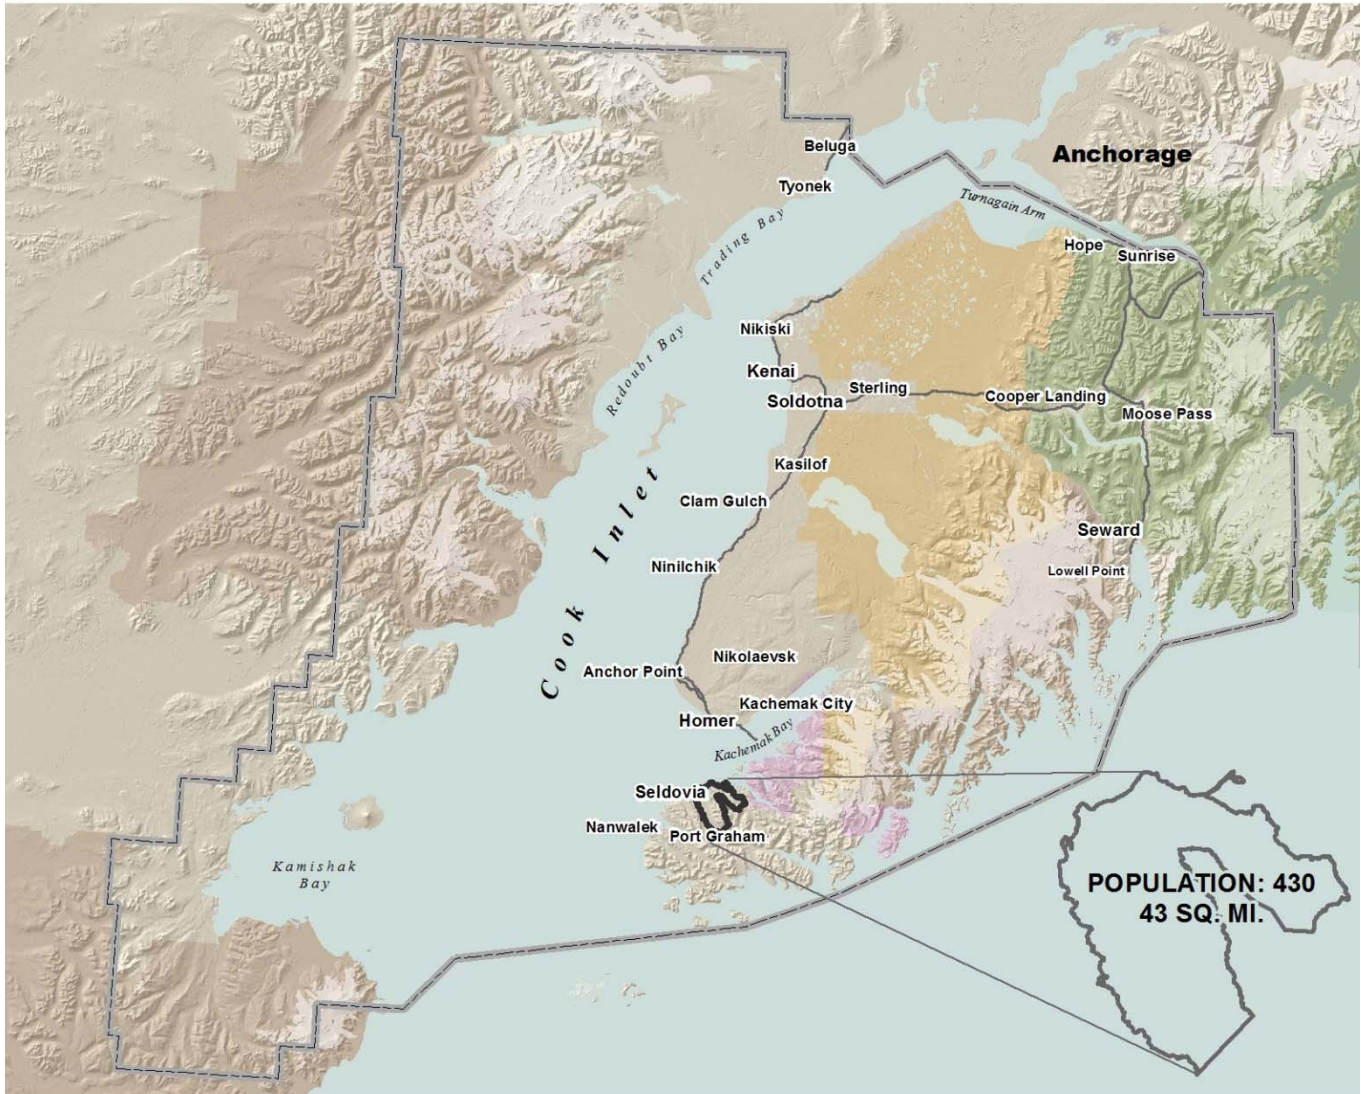 Beluga
Anchorage
Tyonek
Turnagain Arm
Trading Bay
Hope
Sunrise
Nikiski
Redoubt Bay
Kenai
Sterling
Soldotna
Cooper Landing
Moose Pass
Kasilof
Clam Gulch
Cook Inlet
Seward
Ninilchik
Lowell Point
Nikolaevsk
Anchor Point
Kachemak City
Homer
Kachemak Bay
Seldovia
Nanwalek
Port Graham
Kamishak
Bay
POPULATION: 430
43 SQ. MI.